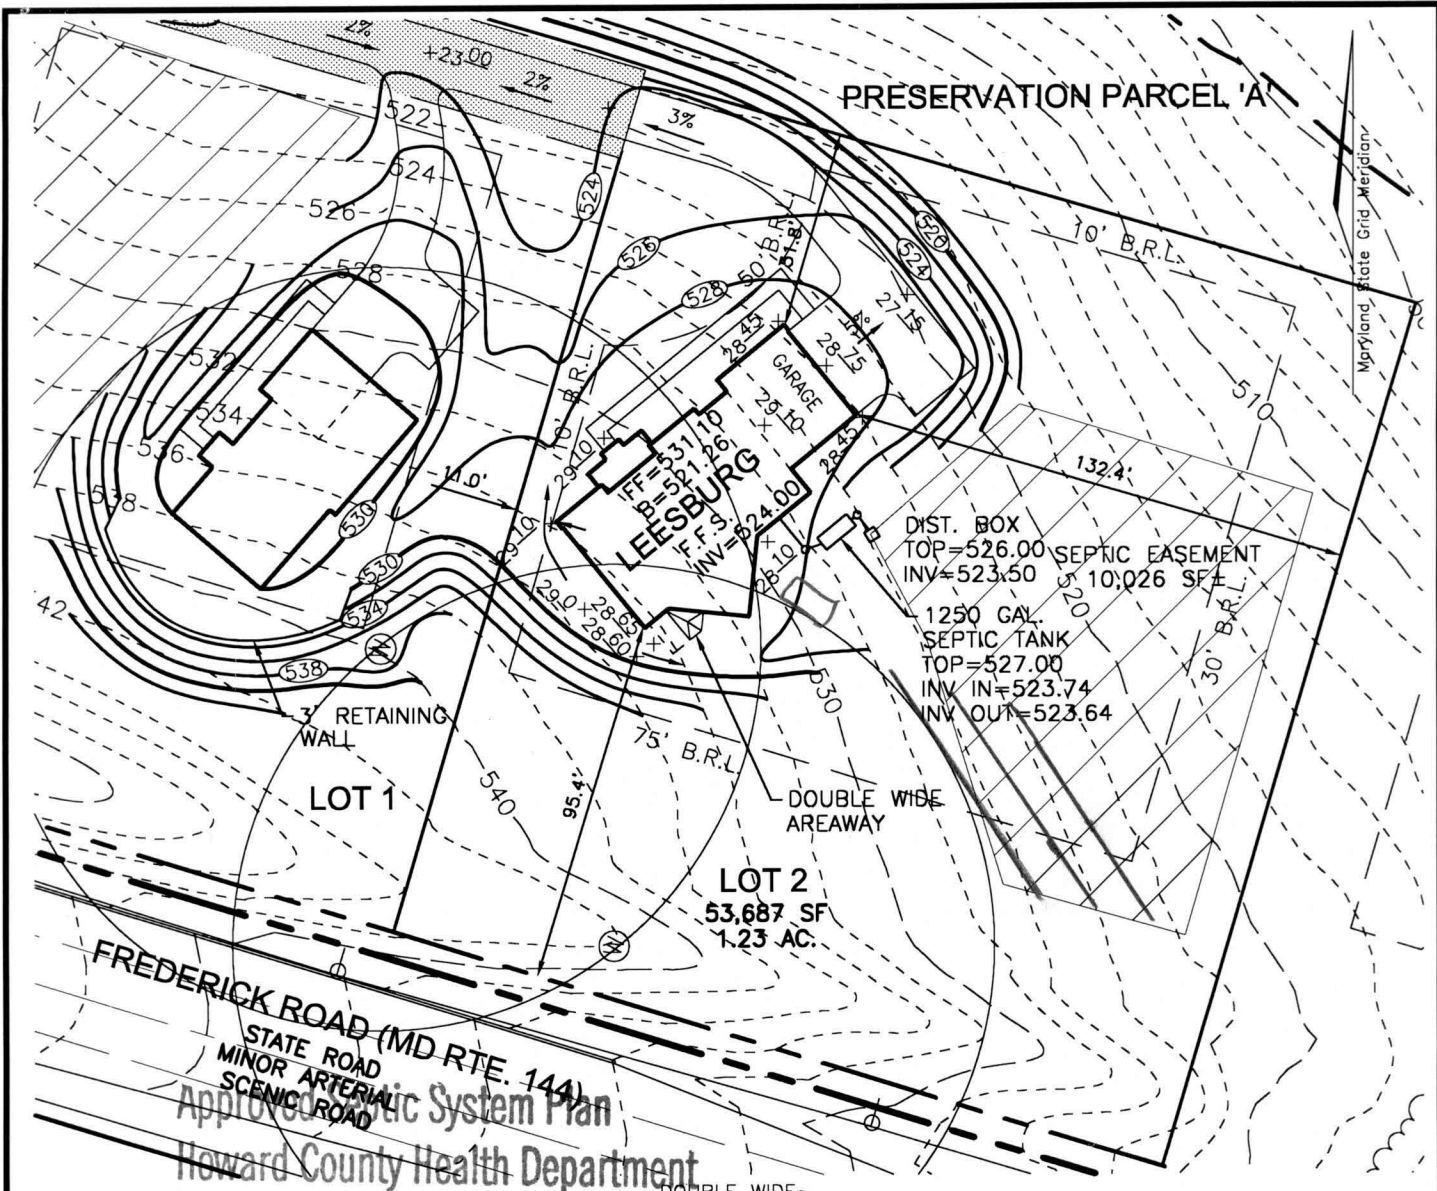 2%
+23.00
2%
3%
PRESERVATION PARCEL 'A'
Maryland State Grid Meridian
522
524
526
528
532
534
536
538
42
524
526
528
526
524
50' B.R.L.
51.8'
10' B.R.L.
10' B.R.L.
510
27.15
28.75
28.45
GARAGE
29.10
28.45
29.10
29.10
11.0'
FF=531.10
B=521.26
LEESBURG
F.F.S.
INV=524.00
28.10
29.0
28.65
28.60
530
530
534
538
132.4'
DIST. BOX
TOP=526.00
INV=523.50
SEPTIC EASEMENT
10,026 SF±
520
30' B.R.L.
1250 GAL.
SEPTIC TANK
TOP=527.00
INV IN=523.74
INV OUT=523.64
530
3' RETAINING
WALL
75' B.R.L.
540
95.4'
LOT 1
DOUBLE WIDE
AREAWAY
LOT 2
53,687 SF
1.23 AC.
FREDERICK ROAD (MD RTE. 144)
STATE ROAD
MINOR ARTERIAL
SCENIC ROAD
Approved Septic System Plan
Howard County Health Department
DOUBLE WIDE